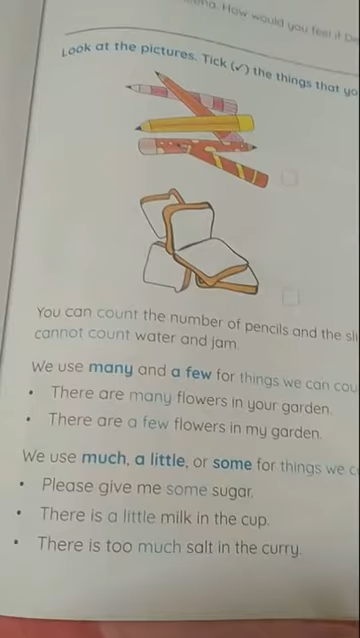 How would you feel if
Look at the pictures. Tick (✓) the things that
You can count the number of pencils and the
cannot count water and jam.
We use many and a few for things we can
• There are many flowers in your garden.
• There are a few flowers in my garden.
We use much, a little, or some for things we
• Please give me some sugar.
• There is a little milk in the cup.
• There is too much salt in the curry.